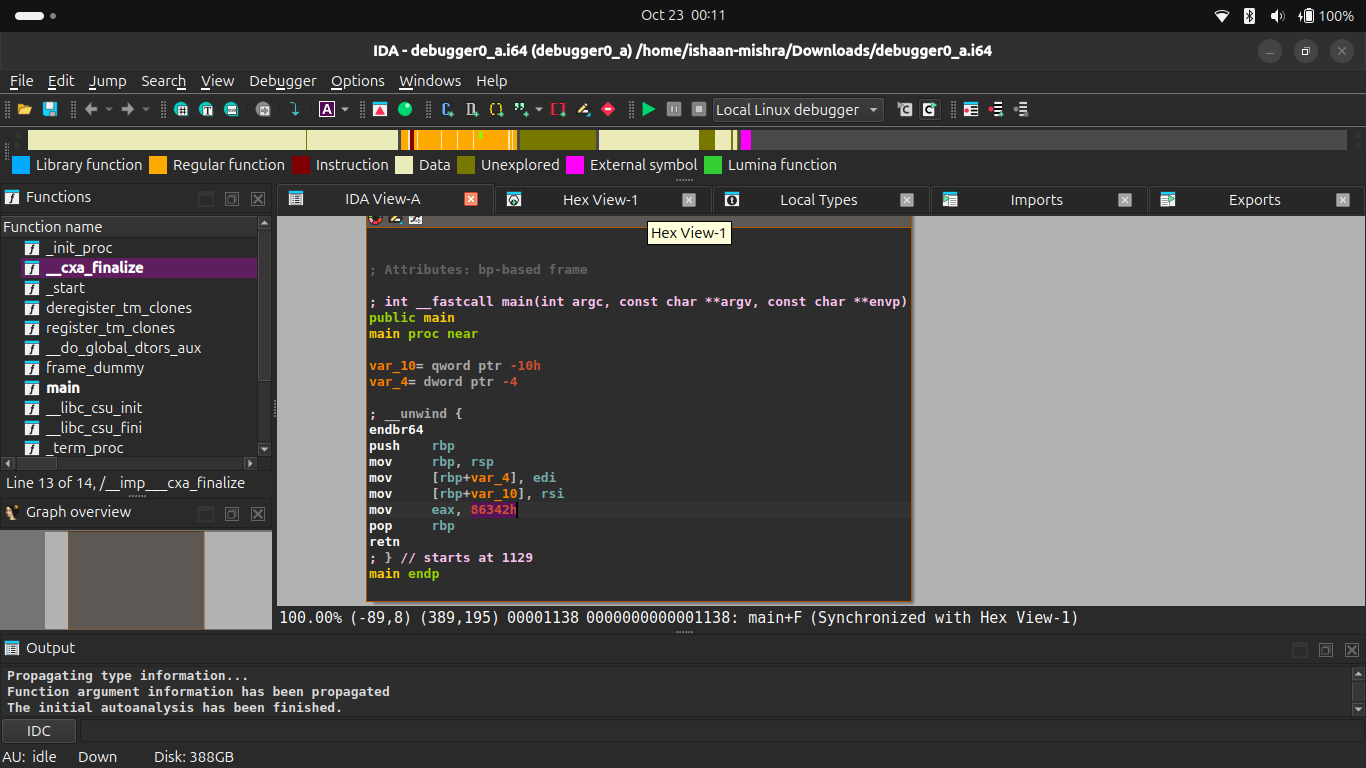 Oct 23 00:11
100%
IDA - debugger0_a.i64 (debugger0_a) /home/ishaan-mishra/Downloads/debugger0_a.i64
File Edit Jump Search View Debugger Options Windows Help
Local Linux debugger
Library function Regular function Instruction Data Unexplored External symbol Lumina function
Functions
Function name
_init_proc
__cxa_finalize
_start
deregister_tm_clones
register_tm_clones
__do_global_dtors_aux
frame_dummy
main
__libc_csu_init
__libc_csu_fini
_term_proc
Line 13 of 14, /__imp___cxa_finalize
Graph overview
IDA View-A Hex View-1 Local Types Imports Exports
Hex View-1
; Attributes: bp-based frame
; int __fastcall main(int argc, const char **argv, const char **envp)
public main
main proc near
var_10= qword ptr -10h
var_4= dword ptr -4
; __unwind {
endbr64
push rbp
mov rbp, rsp
mov [rbp+var_4], edi
mov [rbp+var_10], rsi
mov eax, 86342h
pop rbp
retn
; } // starts at 1129
main endp
100.00% (-89,8) (389,195) 00001138 0000000000001138: main+F (Synchronized with Hex View-1)
Output
Propagating type information...
Function argument information has been propagated
The initial autoanalysis has been finished.
IDC
AU: idle Down Disk: 388GB